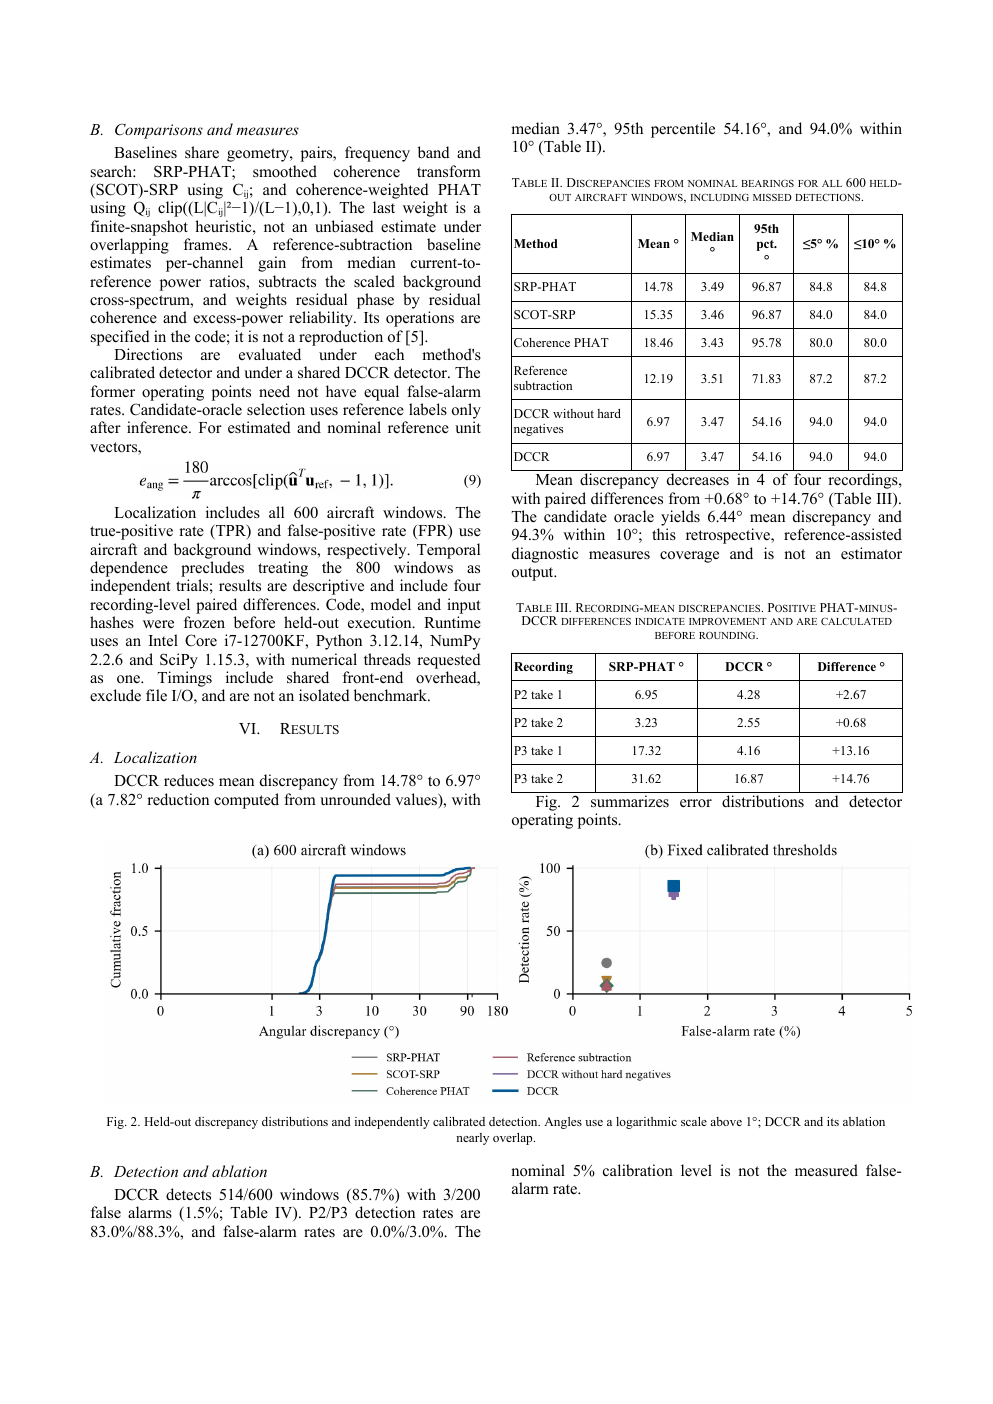 B. Comparisons and measures
Baselines share geometry, pairs, frequency band and
search: SRP-PHAT; smoothed coherence transform
(SCOT)-SRP using Cᵢⱼ; and coherence-weighted PHAT
using Qᵢⱼ clip((L|Cᵢⱼ|²−1)/(L−1),0,1). The last weight is a
finite-snapshot heuristic, not an unbiased estimate under
overlapping frames. A reference-subtraction baseline
estimates per-channel gain from median current-to-
reference power ratios, subtracts the scaled background
cross-spectrum, and weights residual phase by residual
coherence and excess-power reliability. Its operations are
specified in the code; it is not a reproduction of [5].
Directions are evaluated under each method's
calibrated detector and under a shared DCCR detector. The
former operating points need not have equal false-alarm
rates. Candidate-oracle selection uses reference labels only
after inference. For estimated and nominal reference unit
vectors,
e_ang = 180/π arccos[clip(û^T u_ref, − 1, 1)]. (9)
Localization includes all 600 aircraft windows. The
true-positive rate (TPR) and false-positive rate (FPR) use
aircraft and background windows, respectively. Temporal
dependence precludes treating the 800 windows as
independent trials; results are descriptive and include four
recording-level paired differences. Code, model and input
hashes were frozen before held-out execution. Runtime
uses an Intel Core i7-12700KF, Python 3.12.14, NumPy
2.2.6 and SciPy 1.15.3, with numerical threads requested
as one. Timings include shared front-end overhead,
exclude file I/O, and are not an isolated benchmark.
VI. RESULTS
A. Localization
DCCR reduces mean discrepancy from 14.78° to 6.97°
(a 7.82° reduction computed from unrounded values), with
median 3.47°, 95th percentile 54.16°, and 94.0% within
10° (Table II).
TABLE II. DISCREPANCIES FROM NOMINAL BEARINGS FOR ALL 600 HELD-
OUT AIRCRAFT WINDOWS, INCLUDING MISSED DETECTIONS.
Method Mean ° Median ° 95th pct. ° ≤5° % ≤10° %
SRP-PHAT 14.78 3.49 96.87 84.8 84.8
SCOT-SRP 15.35 3.46 96.87 84.0 84.0
Coherence PHAT 18.46 3.43 95.78 80.0 80.0
Reference subtraction 12.19 3.51 71.83 87.2 87.2
DCCR without hard negatives 6.97 3.47 54.16 94.0 94.0
DCCR 6.97 3.47 54.16 94.0 94.0
Mean discrepancy decreases in 4 of four recordings,
with paired differences from +0.68° to +14.76° (Table III).
The candidate oracle yields 6.44° mean discrepancy and
94.3% within 10°; this retrospective, reference-assisted
diagnostic measures coverage and is not an estimator
output.
TABLE III. RECORDING-MEAN DISCREPANCIES. POSITIVE PHAT-MINUS-
DCCR DIFFERENCES INDICATE IMPROVEMENT AND ARE CALCULATED
BEFORE ROUNDING.
Recording SRP-PHAT ° DCCR ° Difference °
P2 take 1 6.95 4.28 +2.67
P2 take 2 3.23 2.55 +0.68
P3 take 1 17.32 4.16 +13.16
P3 take 2 31.62 16.87 +14.76
Fig. 2 summarizes error distributions and detector
operating points.
(a) 600 aircraft windows
Cumulative fraction
1.0
0.5
0.0
0 1 3 10 30 90 180
Angular discrepancy (°)
(b) Fixed calibrated thresholds
Detection rate (%)
100
50
0
0 1 2 3 4 5
False-alarm rate (%)
SRP-PHAT
SCOT-SRP
Coherence PHAT
Reference subtraction
DCCR without hard negatives
DCCR
Fig. 2. Held-out discrepancy distributions and independently calibrated detection. Angles use a logarithmic scale above 1°; DCCR and its ablation
nearly overlap.
B. Detection and ablation
DCCR detects 514/600 windows (85.7%) with 3/200
false alarms (1.5%; Table IV). P2/P3 detection rates are
83.0%/88.3%, and false-alarm rates are 0.0%/3.0%. The
nominal 5% calibration level is not the measured false-
alarm rate.